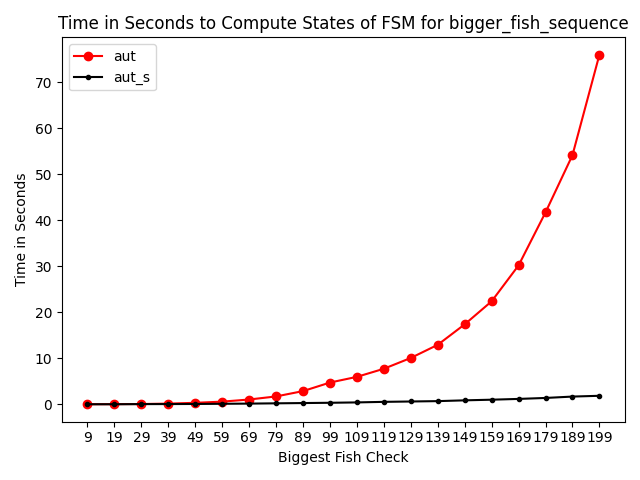 Time in Seconds to Compute States of FSM for bigger_fish_sequence
aut
aut_s
70
60
50
40
30
20
10
0
Time in Seconds
9 19 29 39 49 59 69 79 89 99 109 119 129 139 149 159 169 179 189 199
Biggest Fish Check